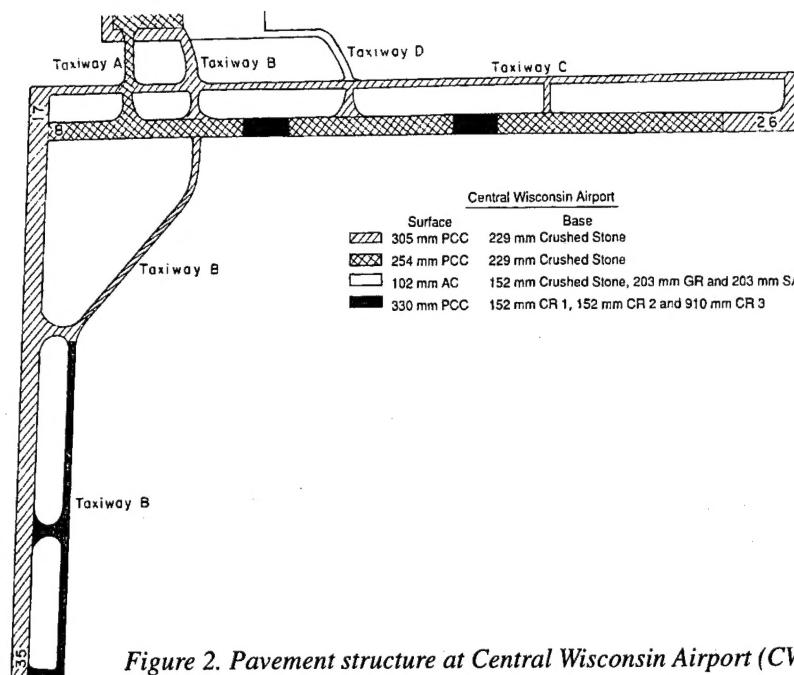 Taxiway D
Taxiway A
Taxiway B
Taxiway C
17
8
26
Central Wisconsin Airport
Surface Base
305 mm PCC 229 mm Crushed Stone
254 mm PCC 229 mm Crushed Stone
102 mm AC 152 mm Crushed Stone, 203 mm GR and 203 mm SA
330 mm PCC 152 mm CR 1, 152 mm CR 2 and 910 mm CR 3
Taxiway B
Taxiway B
35
Figure 2. Pavement structure at Central Wisconsin Airport (CW